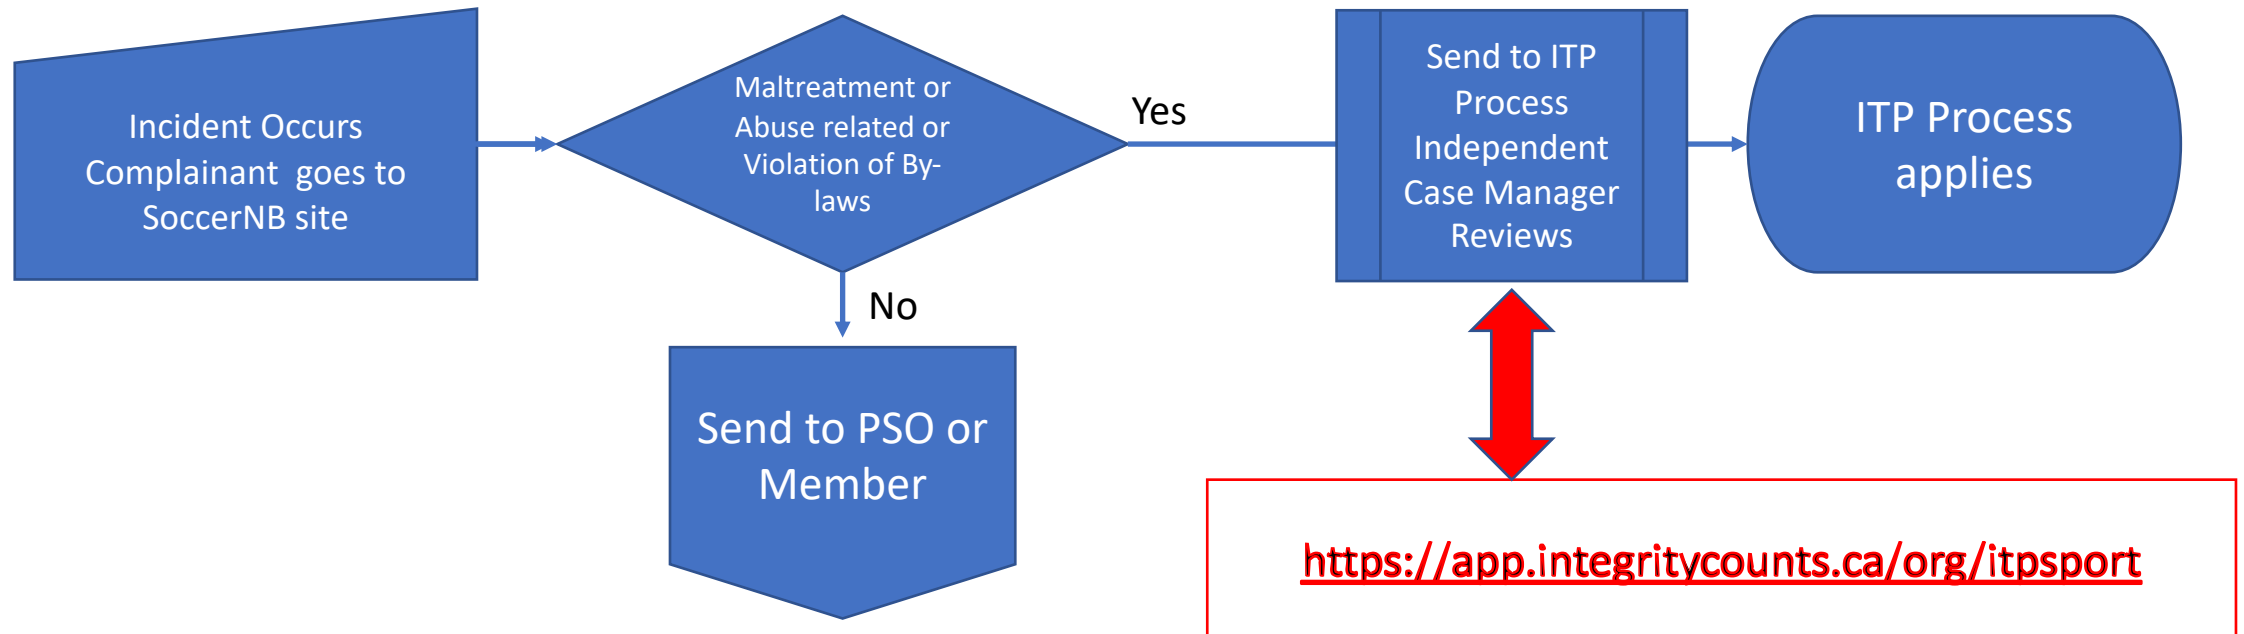 Incident Occurs
Complainant goes to
SoccerNB site
Maltreatment or
Abuse related or
Violation of By-
laws
Yes
Send to ITP
Process
Independent
Case Manager
Reviews
ITP Process
applies
No
Send to PSO or
Member
https://app.integritycounts.ca/org/itpsport